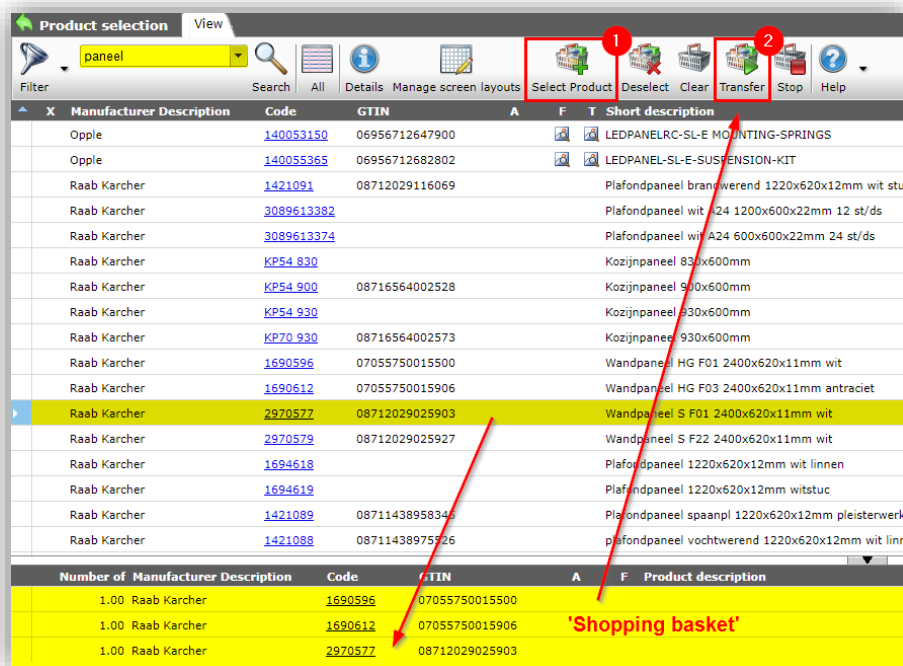 Product selection View
paneel
1
2
Filter Search All Details Manage screen layouts Select Product Deselect Clear Transfer Stop Help
X Manufacturer Description Code GTIN A F T Short description
Opple 140053150 06956712647900 LEDPANELRC-SL-E MOUNTING-SPRINGS
Opple 140055365 06956712682802 LEDPANEL-SL-E-SUSPENSION-KIT
Raab Karcher 1421091 08712029116069 Plafondpaneel brandwerend 1220x620x12mm wit stu
Raab Karcher 3089613382 Plafondpaneel wit A24 1200x600x22mm 12 st/ds
Raab Karcher 3089613374 Plafondpaneel wit A24 600x600x22mm 24 st/ds
Raab Karcher KP54 830 Kozijnpaneel 830x600mm
Raab Karcher KP54 900 08716564002528 Kozijnpaneel 900x600mm
Raab Karcher KP54 930 Kozijnpaneel 930x600mm
Raab Karcher KP70 930 08716564002573 Kozijnpaneel 930x600mm
Raab Karcher 1690596 07055750015500 Wandpaneel HG F01 2400x620x11mm wit
Raab Karcher 1690612 07055750015906 Wandpaneel HG F03 2400x620x11mm antraciet
Raab Karcher 2970577 08712029025903 Wandpaneel S F01 2400x620x11mm wit
Raab Karcher 2970579 08712029025927 Wandpaneel S F22 2400x620x11mm wit
Raab Karcher 1694618 Plafondpaneel 1220x620x12mm wit linnen
Raab Karcher 1694619 Plafondpaneel 1220x620x12mm witstuc
Raab Karcher 1421089 08711438958346 Plafondpaneel spaanpl 1220x620x12mm pleisterwerk
Raab Karcher 1421088 08711438975526 plafondpaneel vochtwerend 1220x620x12mm wit linn
Number of Manufacturer Description Code GTIN A F Product description
1.00 Raab Karcher 1690596 07055750015500
1.00 Raab Karcher 1690612 07055750015906
'Shopping basket'
1.00 Raab Karcher 2970577 08712029025903